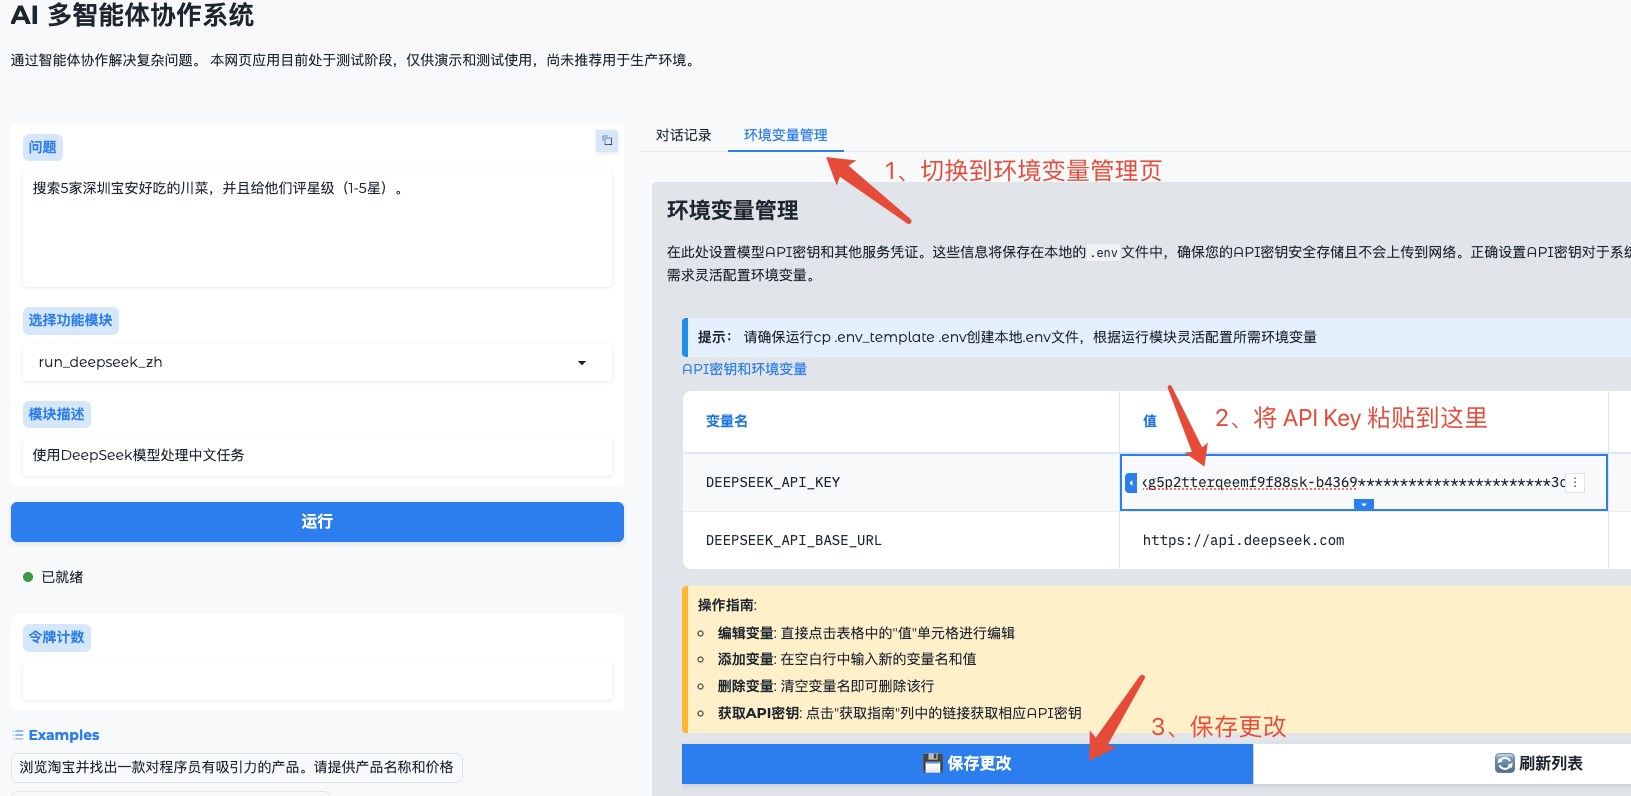 AI 多智能体协作系统
通过智能体协作解决复杂问题。 本网页应用目前处于测试阶段，仅供演示和测试使用，尚未推荐用于生产环境。
问题
搜索5家深圳宝安好吃的川菜，并且给他们评星级（1-5星）。
选择功能模块
run_deepseek_zh
模块描述
使用DeepSeek模型处理中文任务
运行
已就绪
令牌计数
Examples
浏览淘宝并找出一款对程序员有吸引力的产品。请提供产品名称和价格
对话记录
环境变量管理
1、切换到环境变量管理页
环境变量管理
在此处设置模型API密钥和其他服务凭证。这些信息将保存在本地的 .env 文件中，确保您的API密钥安全存储且不会上传到网络。正确设置API密钥对于系统
需求灵活配置环境变量。
提示： 请确保运行cp .env_template .env创建本地.env文件，根据运行模块灵活配置所需环境变量
API密钥和环境变量
变量名 值
2、将 API Key 粘贴到这里
DEEPSEEK_API_KEY g5p2tterqeemf9f88sk-b4369***********************3c
DEEPSEEK_API_BASE_URL https://api.deepseek.com
操作指南:
编辑变量: 直接点击表格中的"值"单元格进行编辑
添加变量: 在空白行中输入新的变量名和值
删除变量: 清空变量名即可删除该行
获取API密钥: 点击"获取指南"列中的链接获取相应API密钥
3、保存更改
保存更改
刷新列表